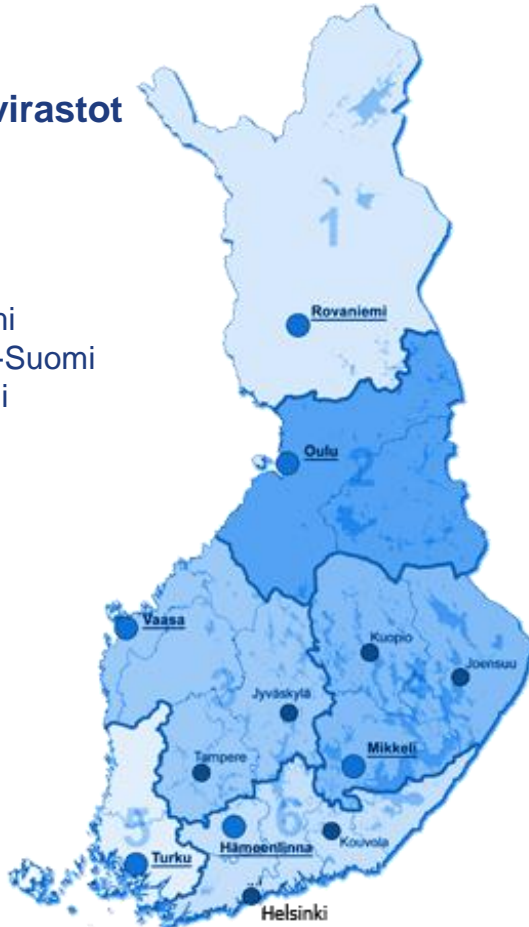 virastot
ni
-Suomi
i
1
Rovaniemi
Oulu
2
Vaasa
Kuopio
Joensuu
4
3
Jyväskylä
Tampere
Mikkeli
5
6
Hämeenlinna
Kouvola
Turku
Helsinki